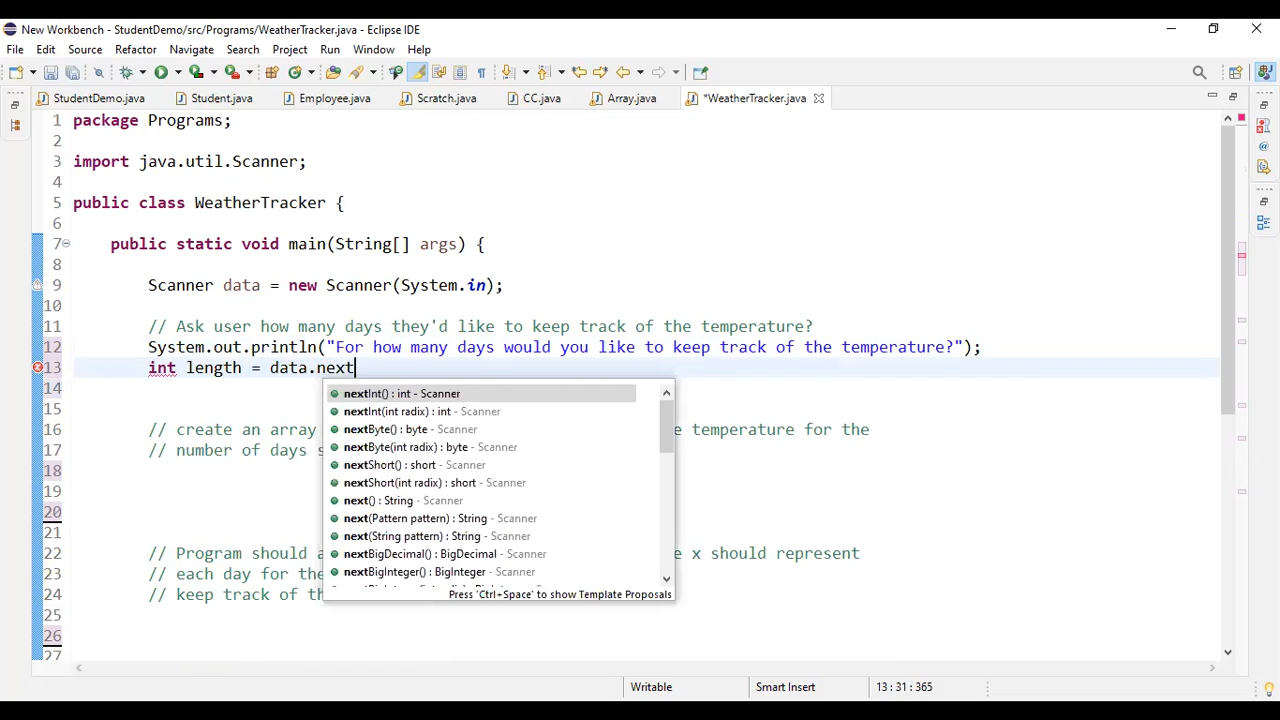 New Workbench - StudentDemo/src/Programs/WeatherTracker.java - Eclipse IDE
File Edit Source Refactor Navigate Search Project Run Window Help
StudentDemo.java Student.java Employee.java Scratch.java CC.java Array.java *WeatherTracker.java
1 package Programs;
2
3 import java.util.Scanner;
4
5 public class WeatherTracker {
6
7 public static void main(String[] args) {
8
9 Scanner data = new Scanner(System.in);
10
11 // Ask user how many days they'd like to keep track of the temperature?
12 System.out.println("For how many days would you like to keep track of the temperature?");
13 int length = data.next
14
nextInt() : int - Scanner
15
nextInt(int radix) : int - Scanner
16 // create an array e temperature for the
nextByte() : byte - Scanner
17 // number of days s
nextByte(int radix) : byte - Scanner
18
nextShort() : short - Scanner
19
nextShort(int radix) : short - Scanner
20
next() : String - Scanner
next(Pattern pattern) : String - Scanner
21
next(String pattern) : String - Scanner
22 // Program should a e x should represent
nextBigDecimal() : BigDecimal - Scanner
23 // each day for the
nextBigInteger() : BigInteger - Scanner
24 // keep track of th
Press 'Ctrl+Space' to show Template Proposals
25
26
27
Writable Smart Insert 13 : 31 : 365